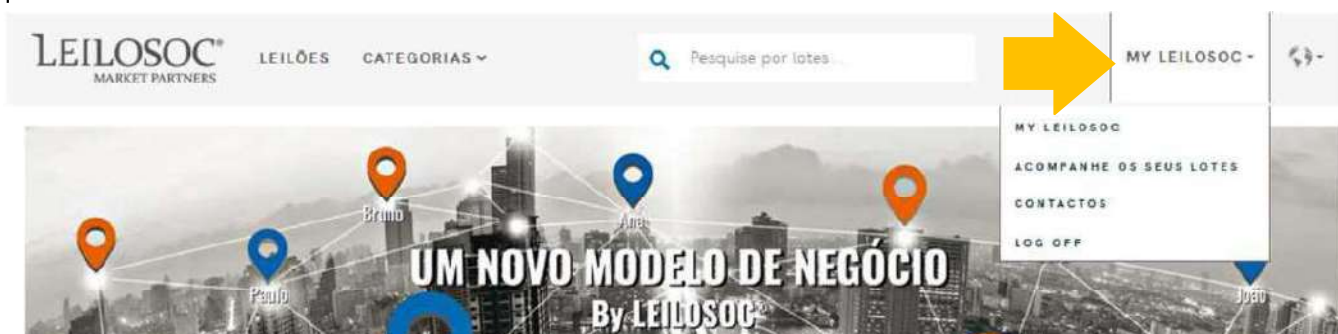 LEILOSOC®
MARKET PARTNERS
LEILÕES
CATEGORIAS
Pesquise por lotes...
MY LEILOSOC
MY LEILOSOC
ACOMPANHE OS SEUS LOTES
CONTACTOS
LOG OFF
Bruno
Ana
Paulo
João
UM NOVO MODELO DE NEGÓCIO
By LEILOSOC®